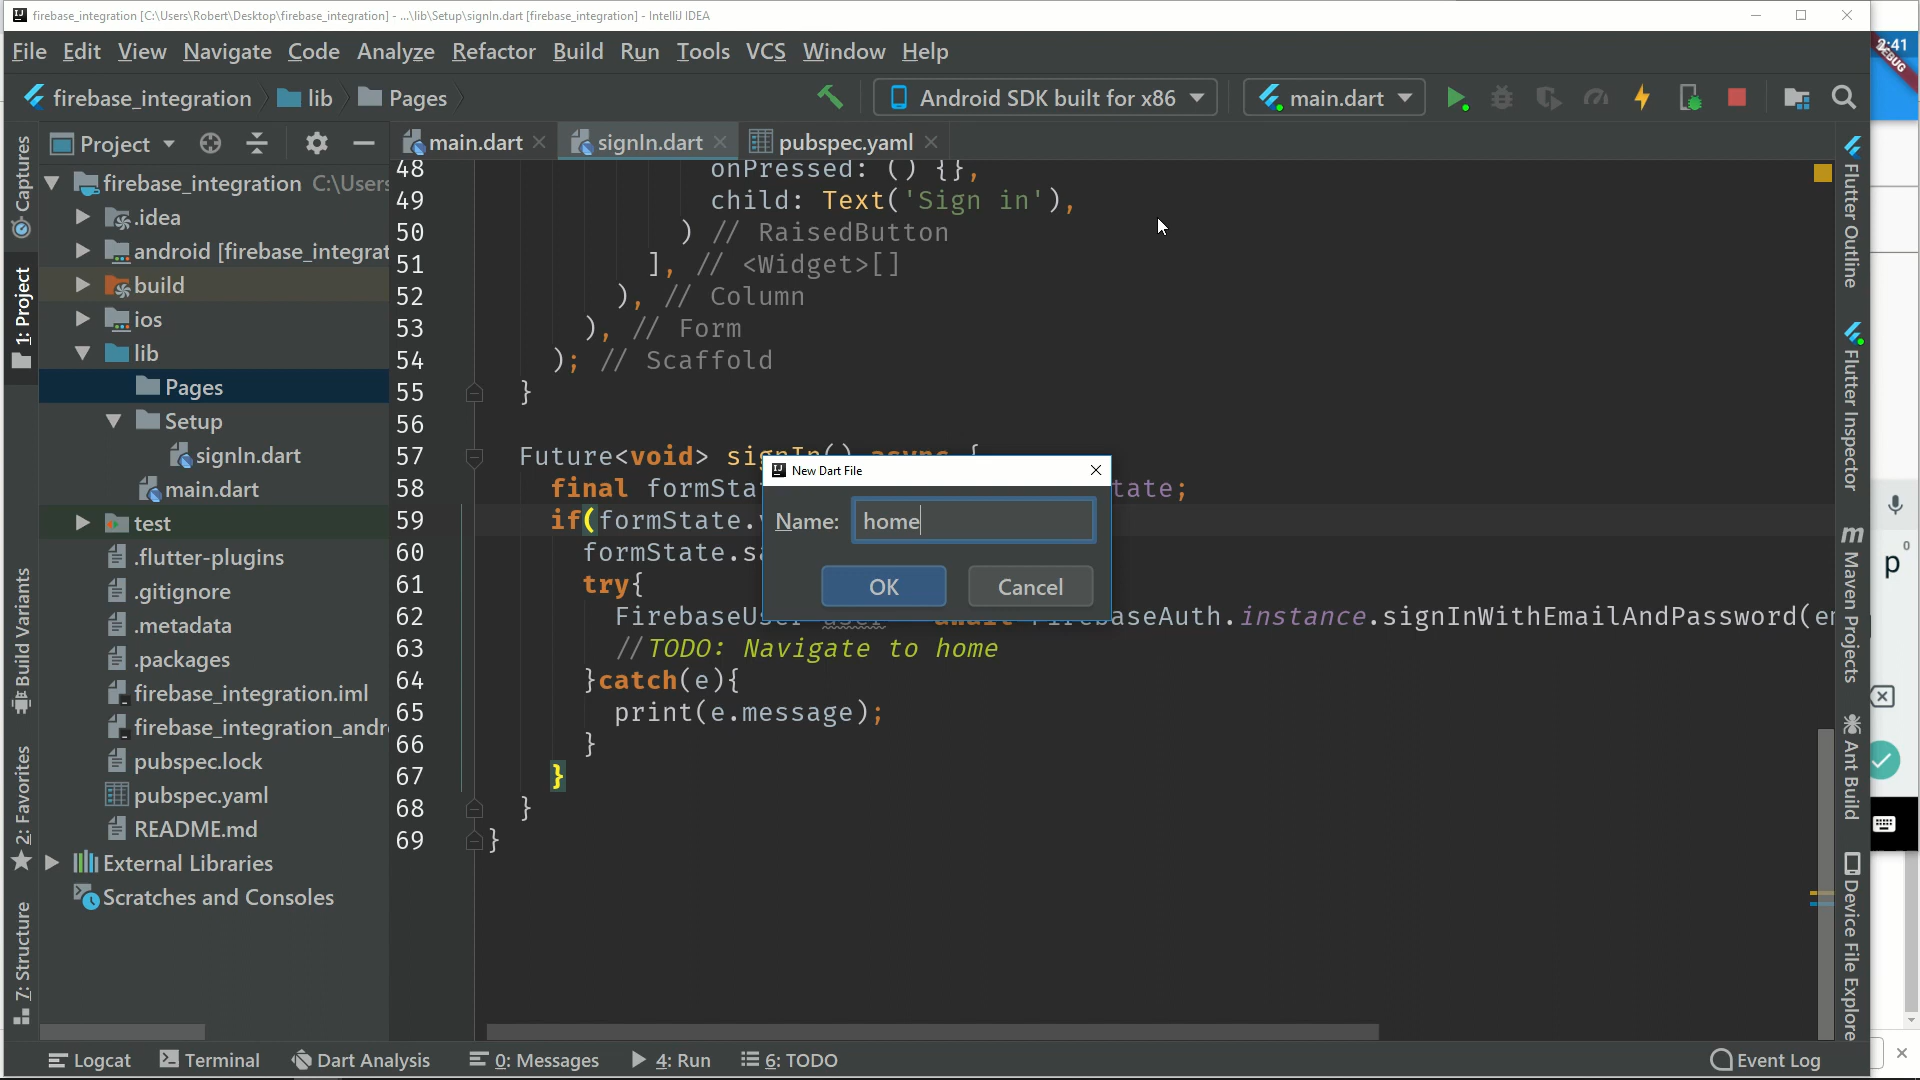 firebase_integration [C:\Users\Robert\Desktop\firebase_integration] - ...\lib\Setup\signIn.dart [firebase_integration] - IntelliJ IDEA
File Edit View Navigate Code Analyze Refactor Build Run Tools VCS Window Help
firebase_integration lib Pages
Android SDK built for x86
main.dart
2:41
DEBUG
Project
main.dart
signIn.dart
pubspec.yaml
Captures
1: Project
Build Variants
2: Favorites
7: Structure
firebase_integration C:\Users
.idea
android [firebase_integrat
build
ios
lib
Pages
Setup
signIn.dart
main.dart
test
.flutter-plugins
.gitignore
.metadata
.packages
firebase_integration.iml
firebase_integration_andr
pubspec.lock
pubspec.yaml
README.md
External Libraries
Scratches and Consoles
48 onPressed: () {},
49 child: Text('Sign in'),
50 ) // RaisedButton
51 ], // <Widget>[]
52 ), // Column
53 ), // Form
54 ); // Scaffold
55 }
56
57 Future<void> signIn() async {
58 final formSta tate;
59 if(formState.
60 formState.sa
61 try{
62 FirebaseUser user await FirebaseAuth.instance.signInWithEmailAndPassword(em
63 //TODO: Navigate to home
64 }catch(e){
65 print(e.message);
66 }
67 }
68 }
69 }
New Dart File
Name: home
OK Cancel
Flutter Outline
Flutter Inspector
Maven Projects
Ant Build
Device File Explore
p 0
Logcat Terminal Dart Analysis 0: Messages 4: Run 6: TODO Event Log